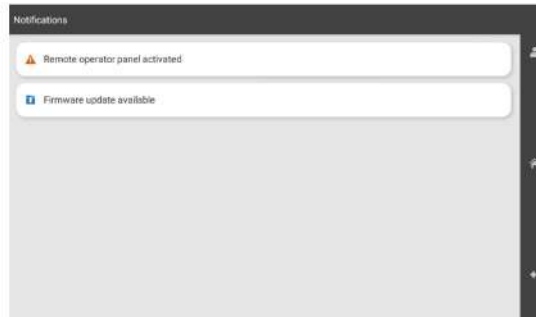 Notifications
Remote operator panel activated
Firmware update available